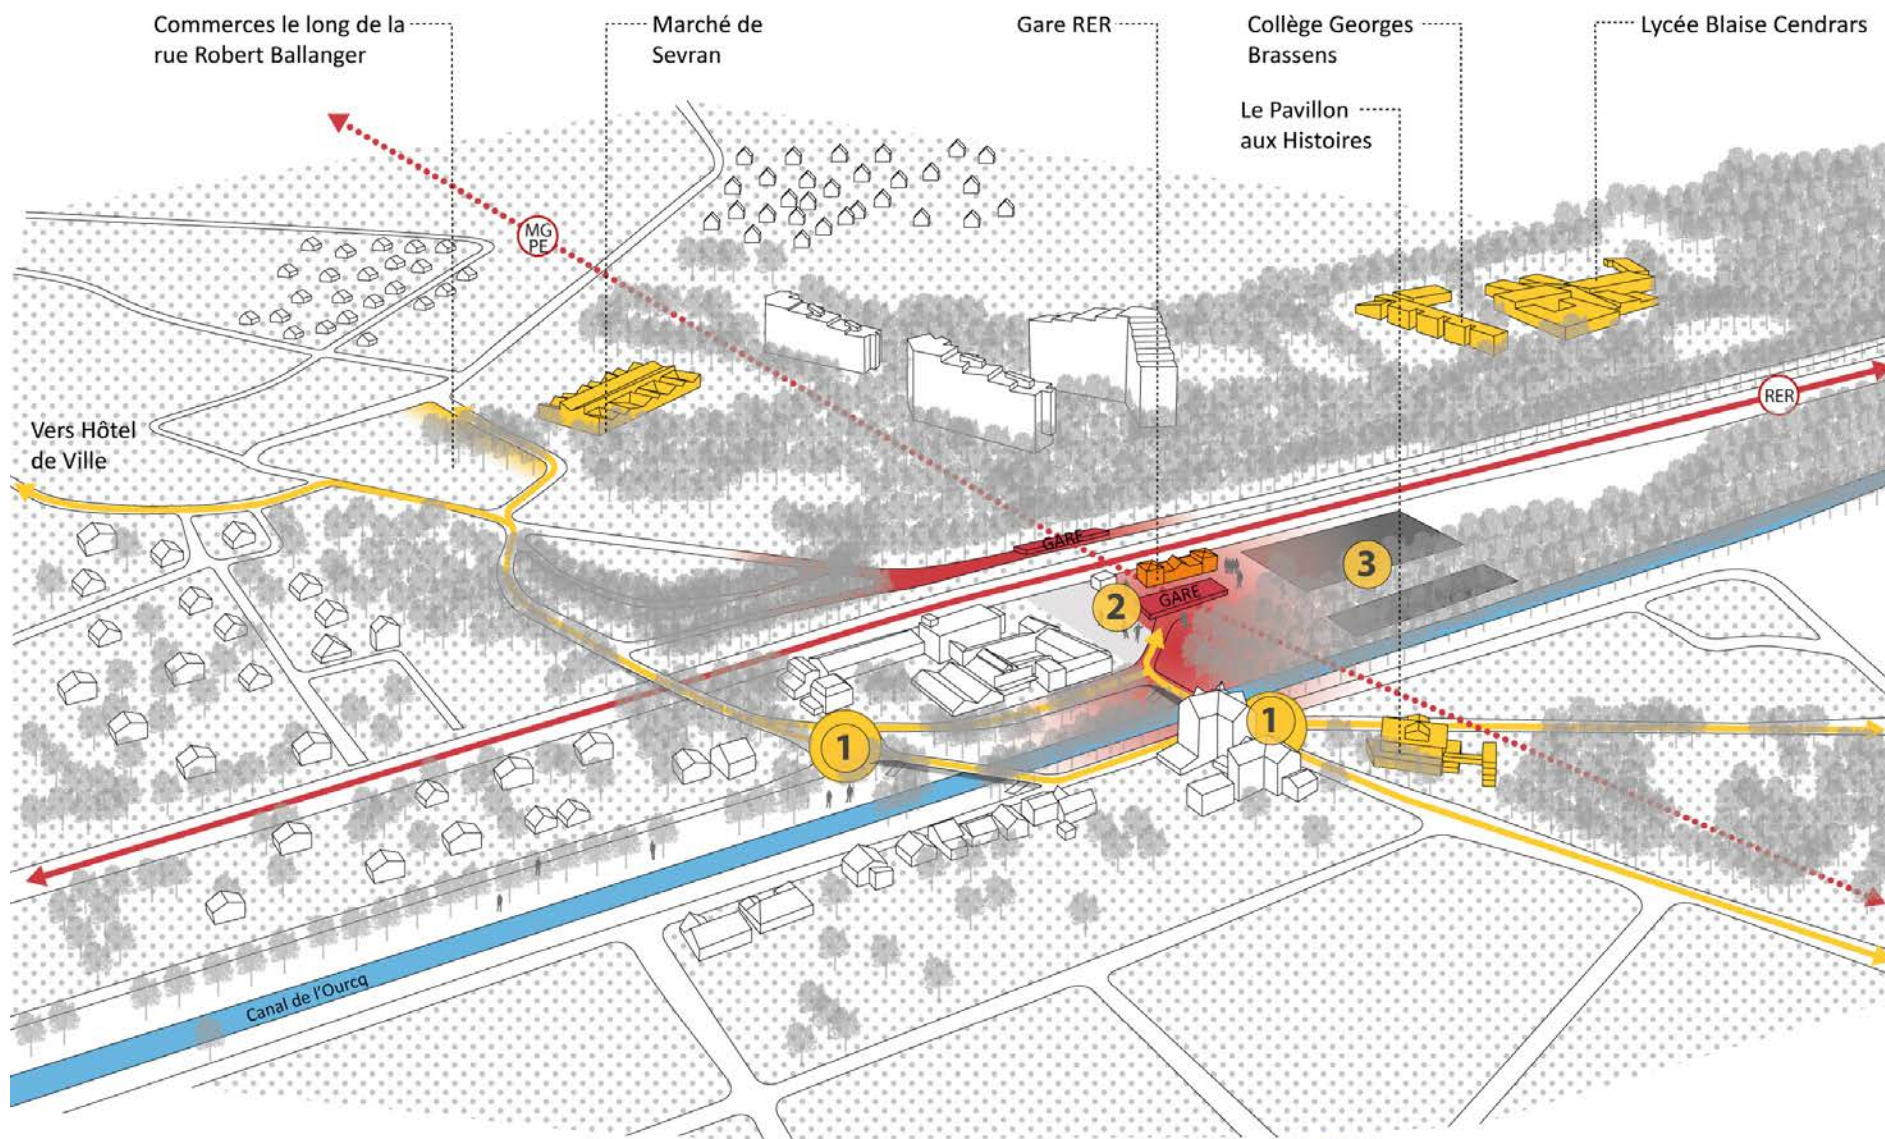 Commerces le long de la
rue Robert Ballanger
Marché de
Sevran
Gare RER
Collège Georges
Brassens
Lycée Blaise Cendrars
Le Pavillon
aux Histoires
MG
PE
RER
Vers Hôtel
de Ville
GARE
3
2
GARE
1
1
Canal de l'Ourcq